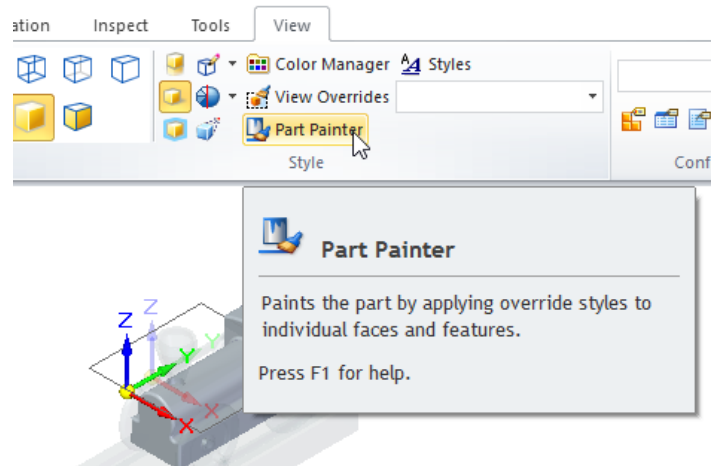 ation Inspect Tools View
Color Manager A Styles
View Overrides
Part Painter
Style
Conf
Part Painter
Paints the part by applying override styles to
individual faces and features.
Press F1 for help.
Z Z
Y Y
X X